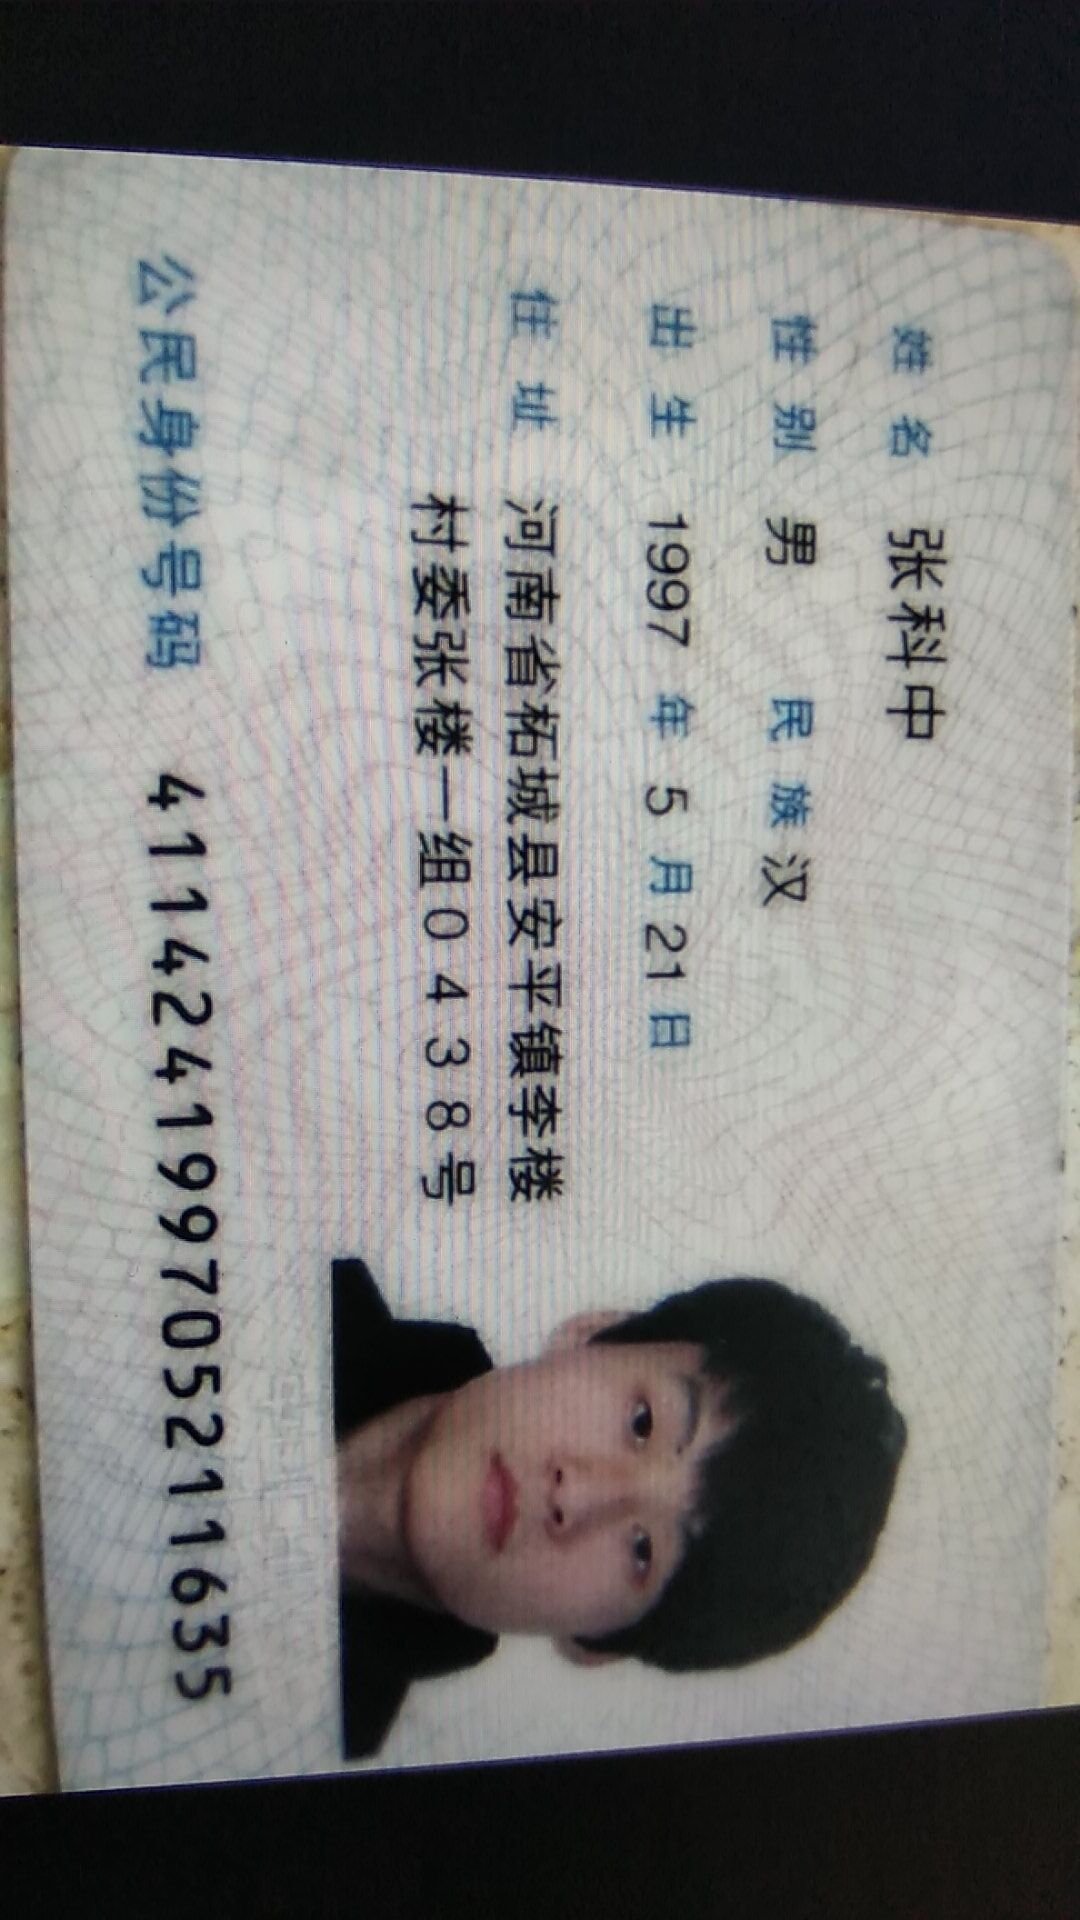 姓名 张科中
性别 男 民族 汉
出生 1997 年 5 月 21 日
住址 河南省柘城县安平镇李楼
村委张楼一组0438号
公民身份号码 411424199705211635